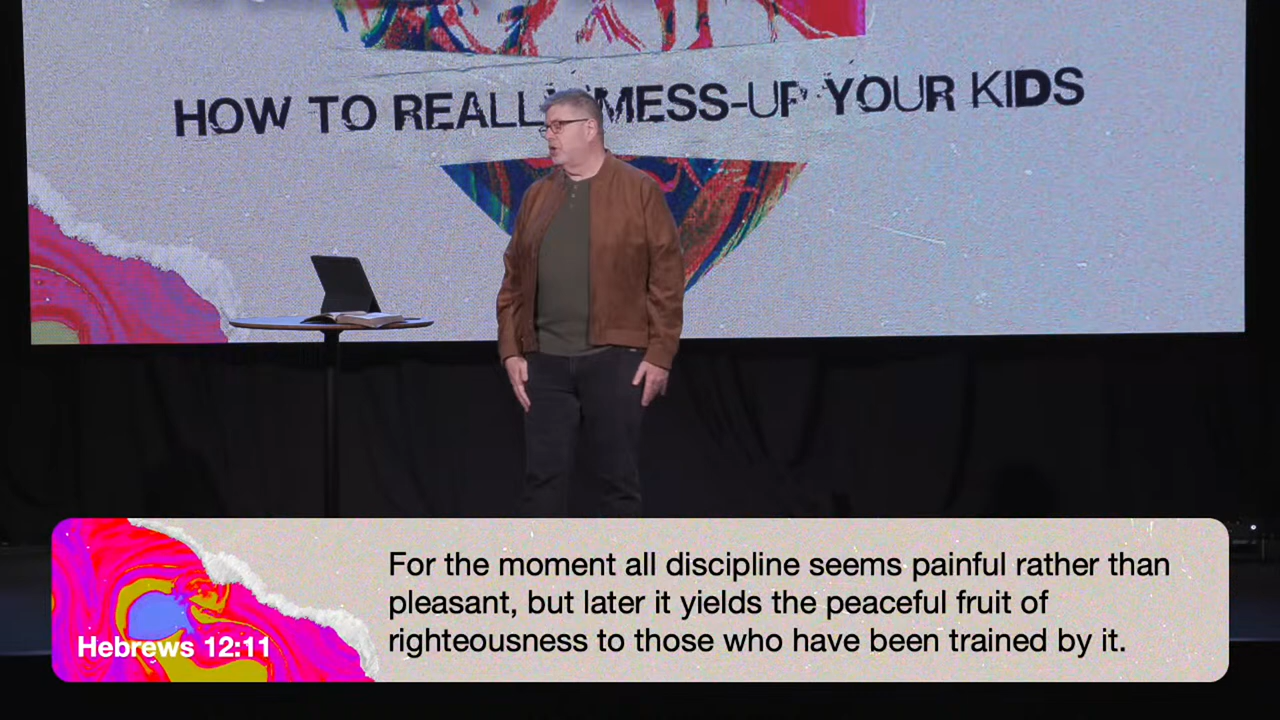 HOW TO REALLY MESS-UP YOUR KIDS
For the moment all discipline seems painful rather than
pleasant, but later it yields the peaceful fruit of
righteousness to those who have been trained by it.
Hebrews 12:11